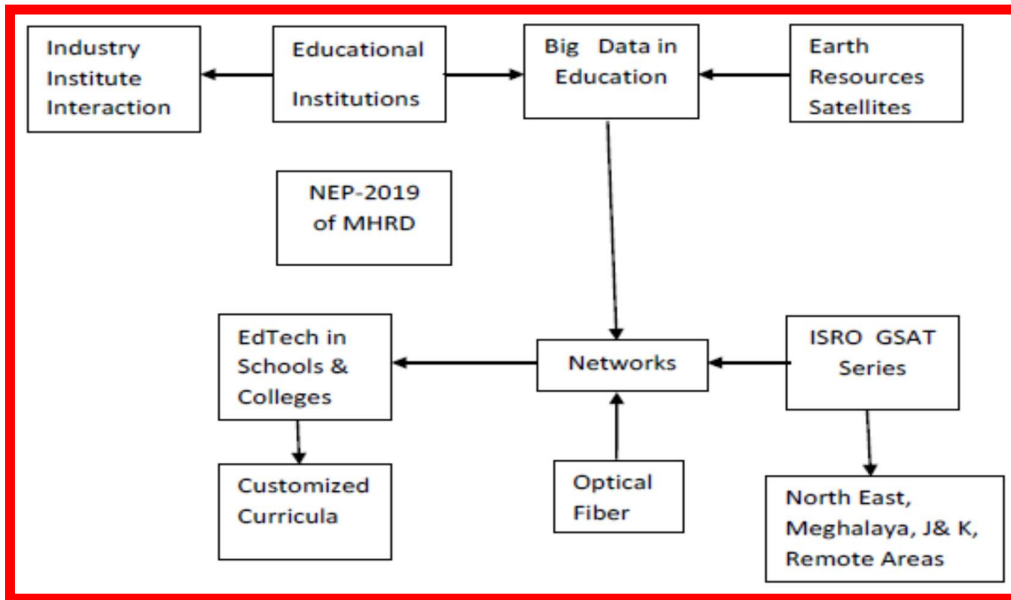 Industry
Institute
Interaction
Educational
Institutions
Big Data in
Education
Earth
Resources
Satellites
NEP-2019
of MHRD
EdTech in
Schools &
Colleges
Networks
ISRO GSAT
Series
Customized
Curricula
Optical
Fiber
North East,
Meghalaya, J& K,
Remote Areas